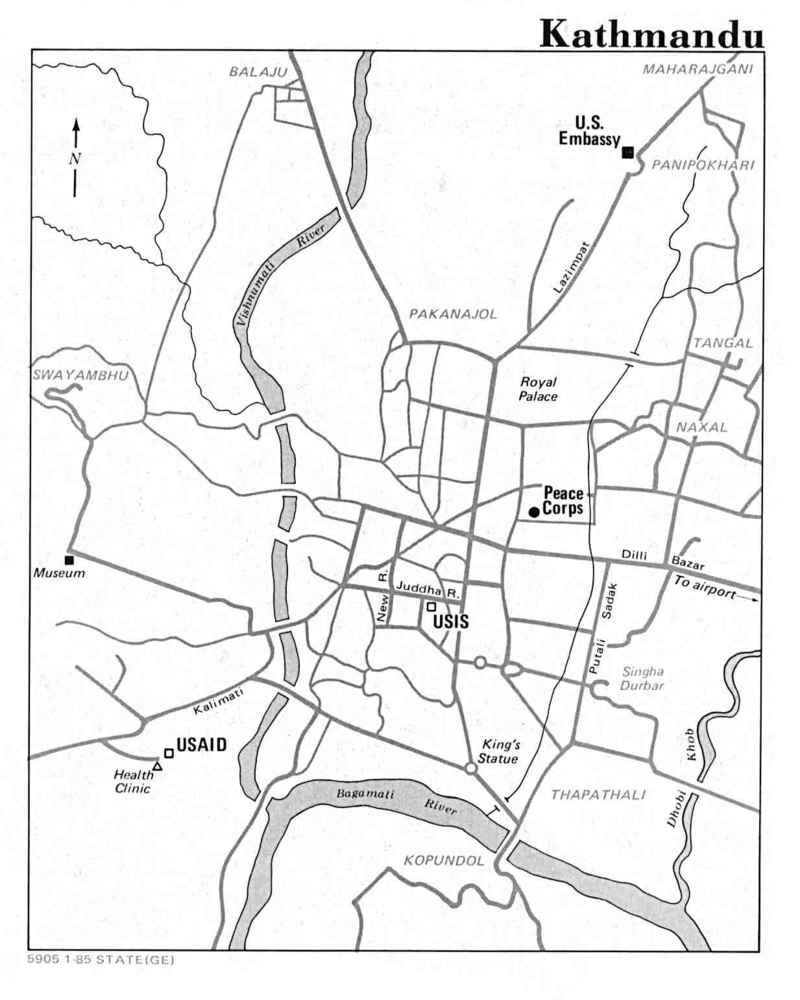 Kathmandu
BALAJU
MAHARAJGANI
N
U.S.
Embassy
PANIPOKHARI
Vishnumati River
Lazimpat
PAKANAJOL
TANGAL
SWAYAMBHU
Royal
Palace
NAXAL
Peace
Corps
Dilli Bazar
Museum
To airport
New R.
Juddha R.
USIS
Putali Sadak
Singha
Durbar
Kalimati
USAID
King's
Statue
Health
Clinic
Dhobi Khob
Bagamati River
THAPATHALI
KOPUNDOL
5905 1-85 STATE(GE)